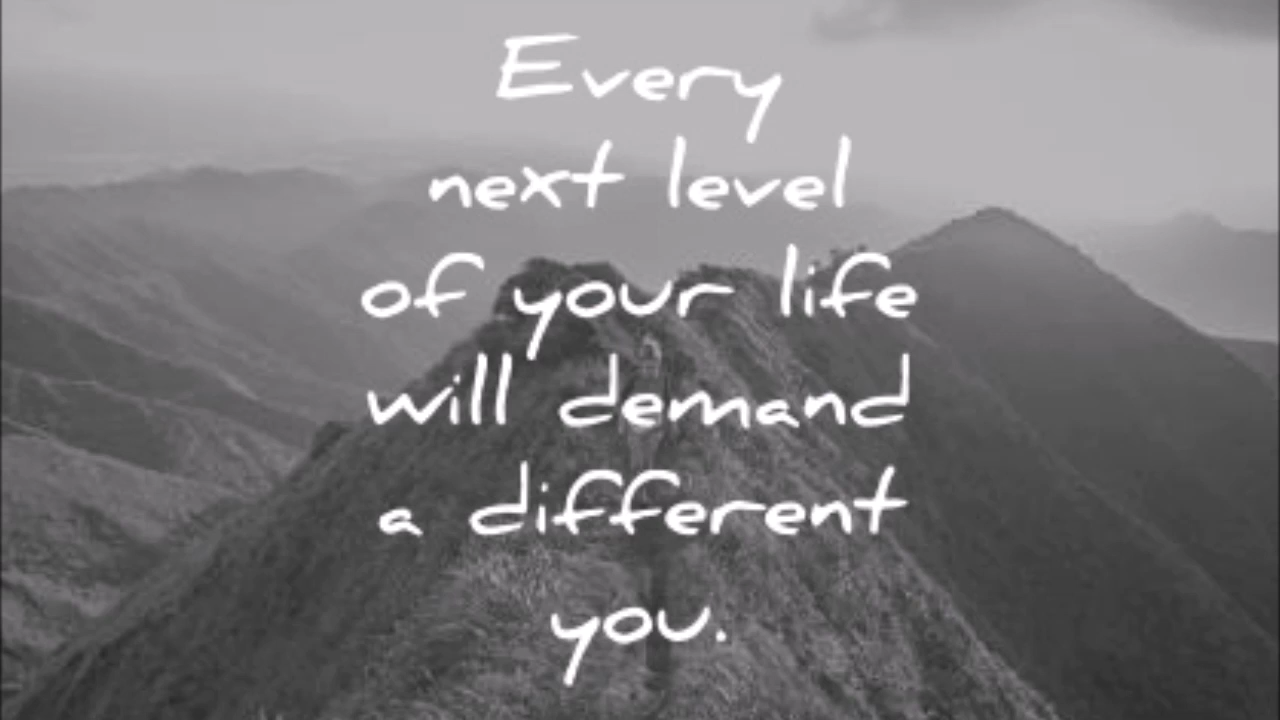 Every
next level
of your life
will demand
a different
you.